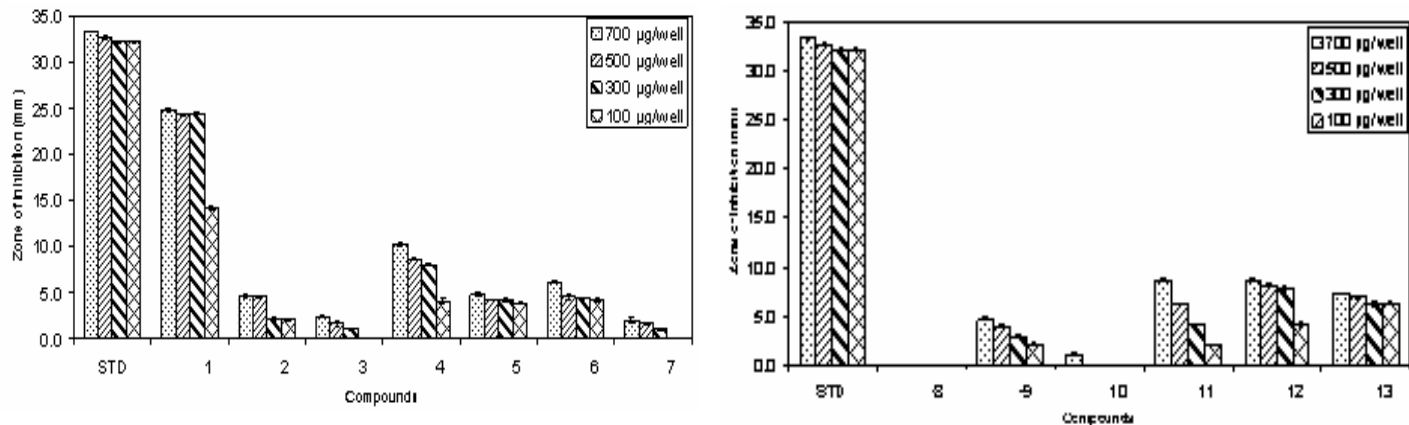 35.0
30.0
25.0
20.0
15.0
10.0
5.0
0.0
Zone of Inhibition (mm)
700 µg/well
500 µg/well
300 µg/well
100 µg/well
STD 1 2 3 4 5 6 7
Compounds
35.0
30.0
25.0
20.0
15.0
10.0
5.0
0.0
Zone of Inhibition (mm)
700 µg/well
500 µg/well
300 µg/well
100 µg/well
STD 8 9 10 11 12 13
Compounds